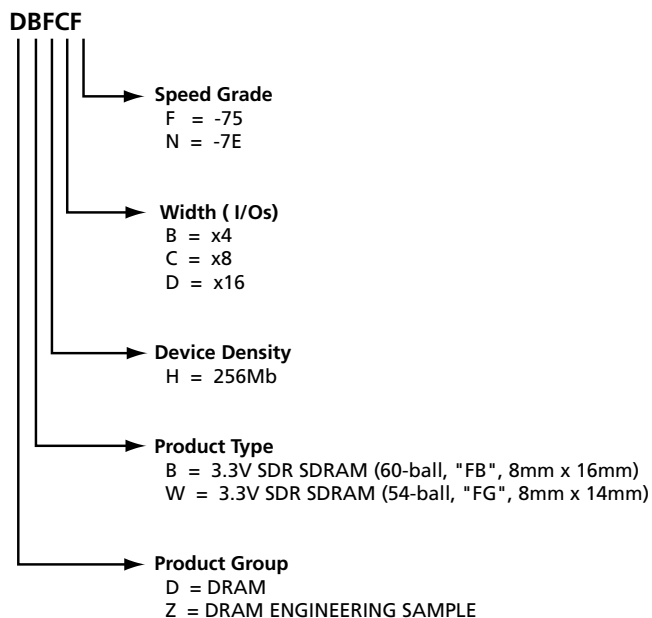 DBFCF
Speed Grade
F = -75
N = -7E
Width ( I/Os)
B = x4
C = x8
D = x16
Device Density
H = 256Mb
Product Type
B = 3.3V SDR SDRAM (60-ball, "FB", 8mm x 16mm)
W = 3.3V SDR SDRAM (54-ball, "FG", 8mm x 14mm)
Product Group
D = DRAM
Z = DRAM ENGINEERING SAMPLE